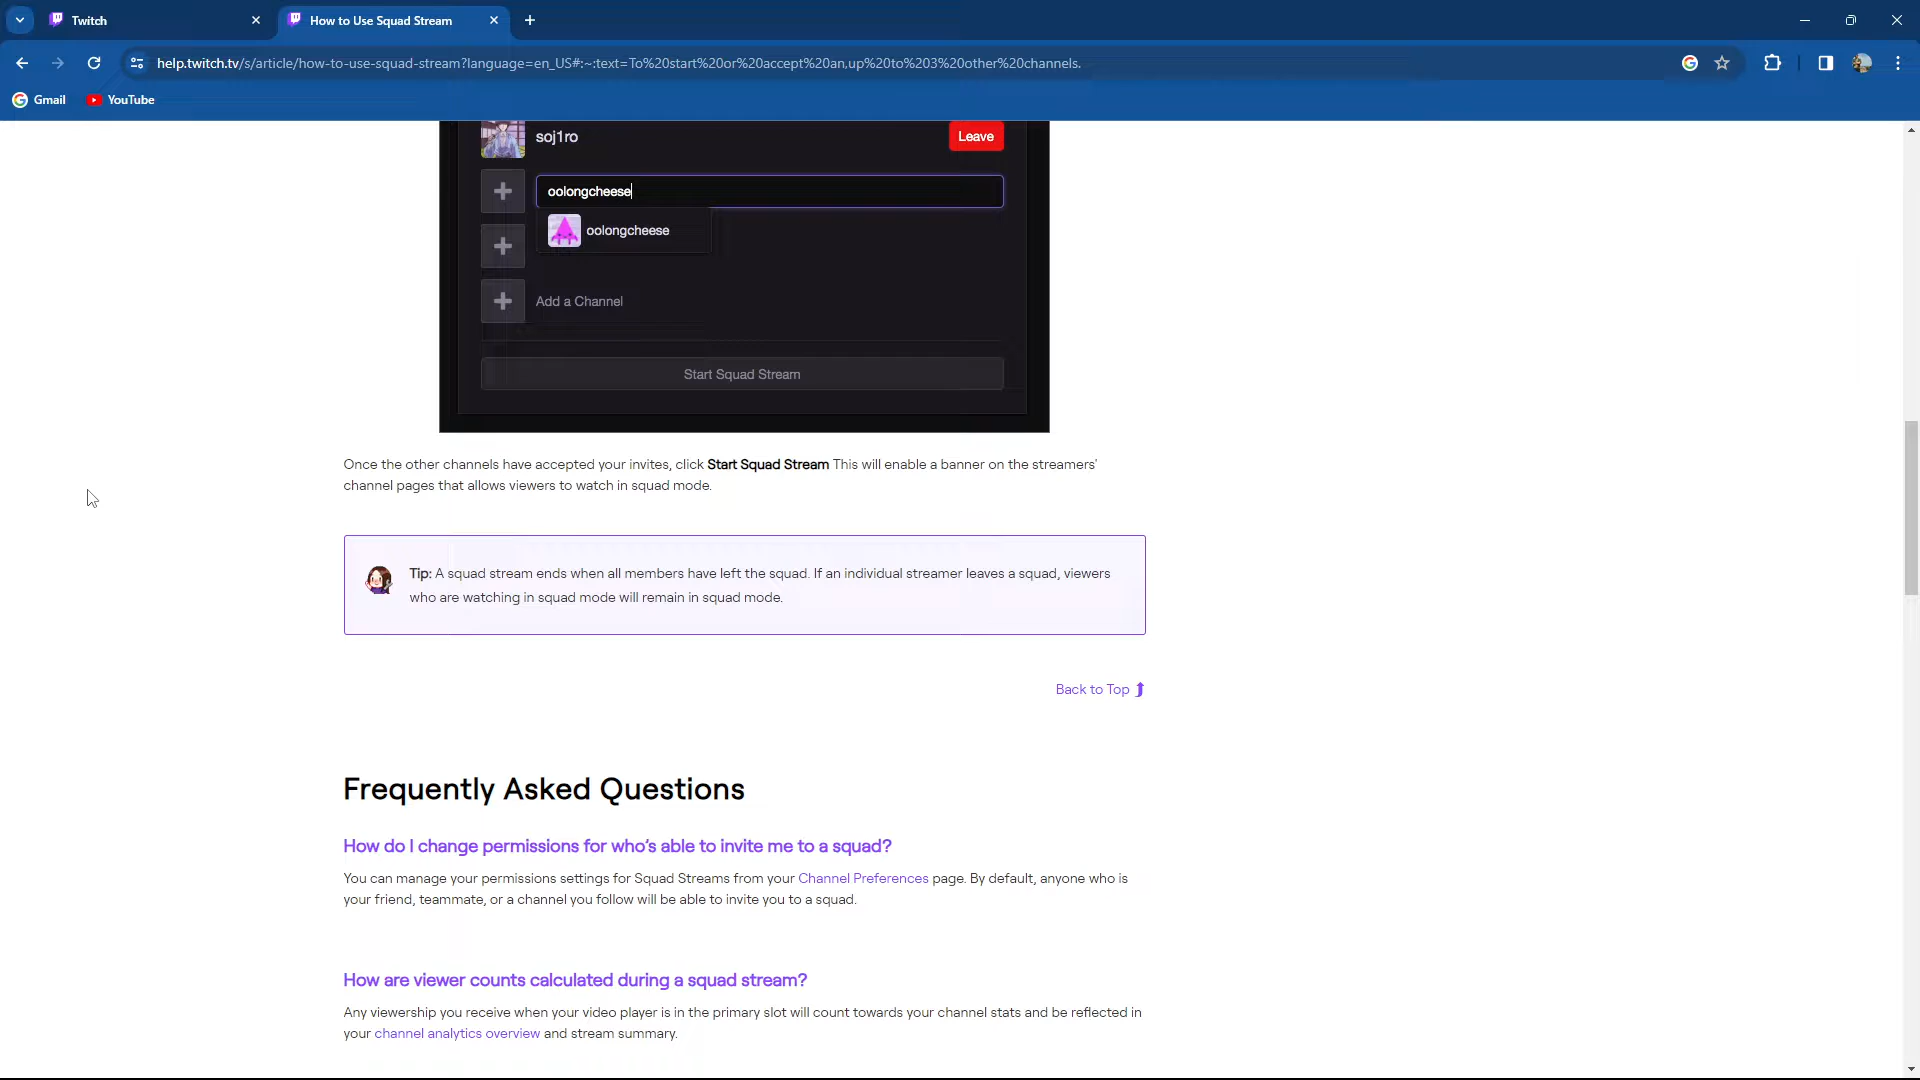 Twitch
How to Use Squad Stream
help.twitch.tv/s/article/how-to-use-squad-stream?language=en_US#:~:text=To%20start%20or%20accept%20an,up%20to%203%20other%20channels.
Gmail
YouTube
soj1ro
Leave
oolongcheese
oolongcheese
Add a Channel
Start Squad Stream
Once the other channels have accepted your invites, click Start Squad Stream This will enable a banner on the streamers'
channel pages that allows viewers to watch in squad mode.
Tip: A squad stream ends when all members have left the squad. If an individual streamer leaves a squad, viewers
who are watching in squad mode will remain in squad mode.
Back to Top
Frequently Asked Questions
How do I change permissions for who's able to invite me to a squad?
You can manage your permissions settings for Squad Streams from your Channel Preferences page. By default, anyone who is
your friend, teammate, or a channel you follow will be able to invite you to a squad.
How are viewer counts calculated during a squad stream?
Any viewership you receive when your video player is in the primary slot will count towards your channel stats and be reflected in
your channel analytics overview and stream summary.